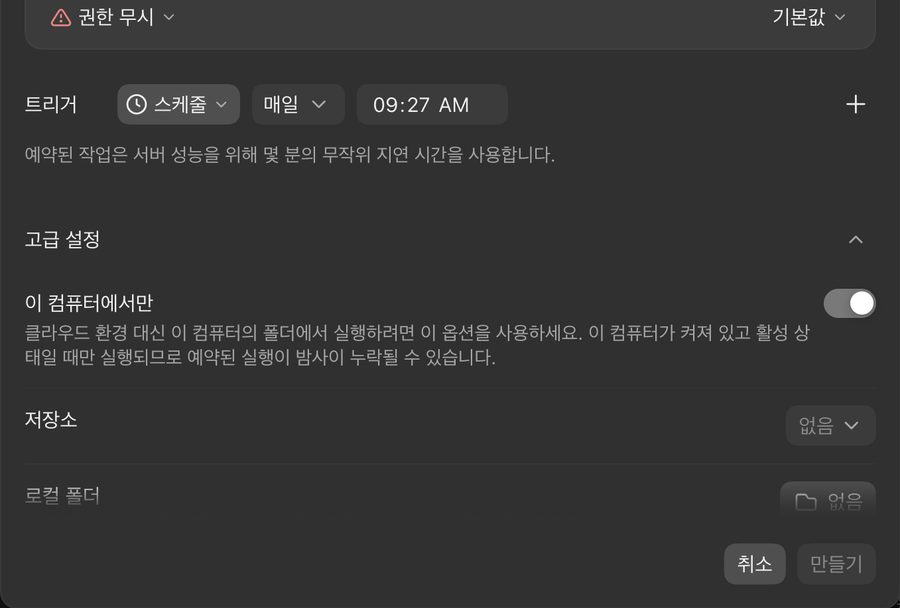 권한 무시
기본값
트리거
스케줄
매일
09:27 AM
예약된 작업은 서버 성능을 위해 몇 분의 무작위 지연 시간을 사용합니다.
고급 설정
이 컴퓨터에서만
클라우드 환경 대신 이 컴퓨터의 폴더에서 실행하려면 이 옵션을 사용하세요. 이 컴퓨터가 켜져 있고 활성 상
태일 때만 실행되므로 예약된 실행이 밤사이 누락될 수 있습니다.
저장소
없음
로컬 폴더
없음
취소
만들기